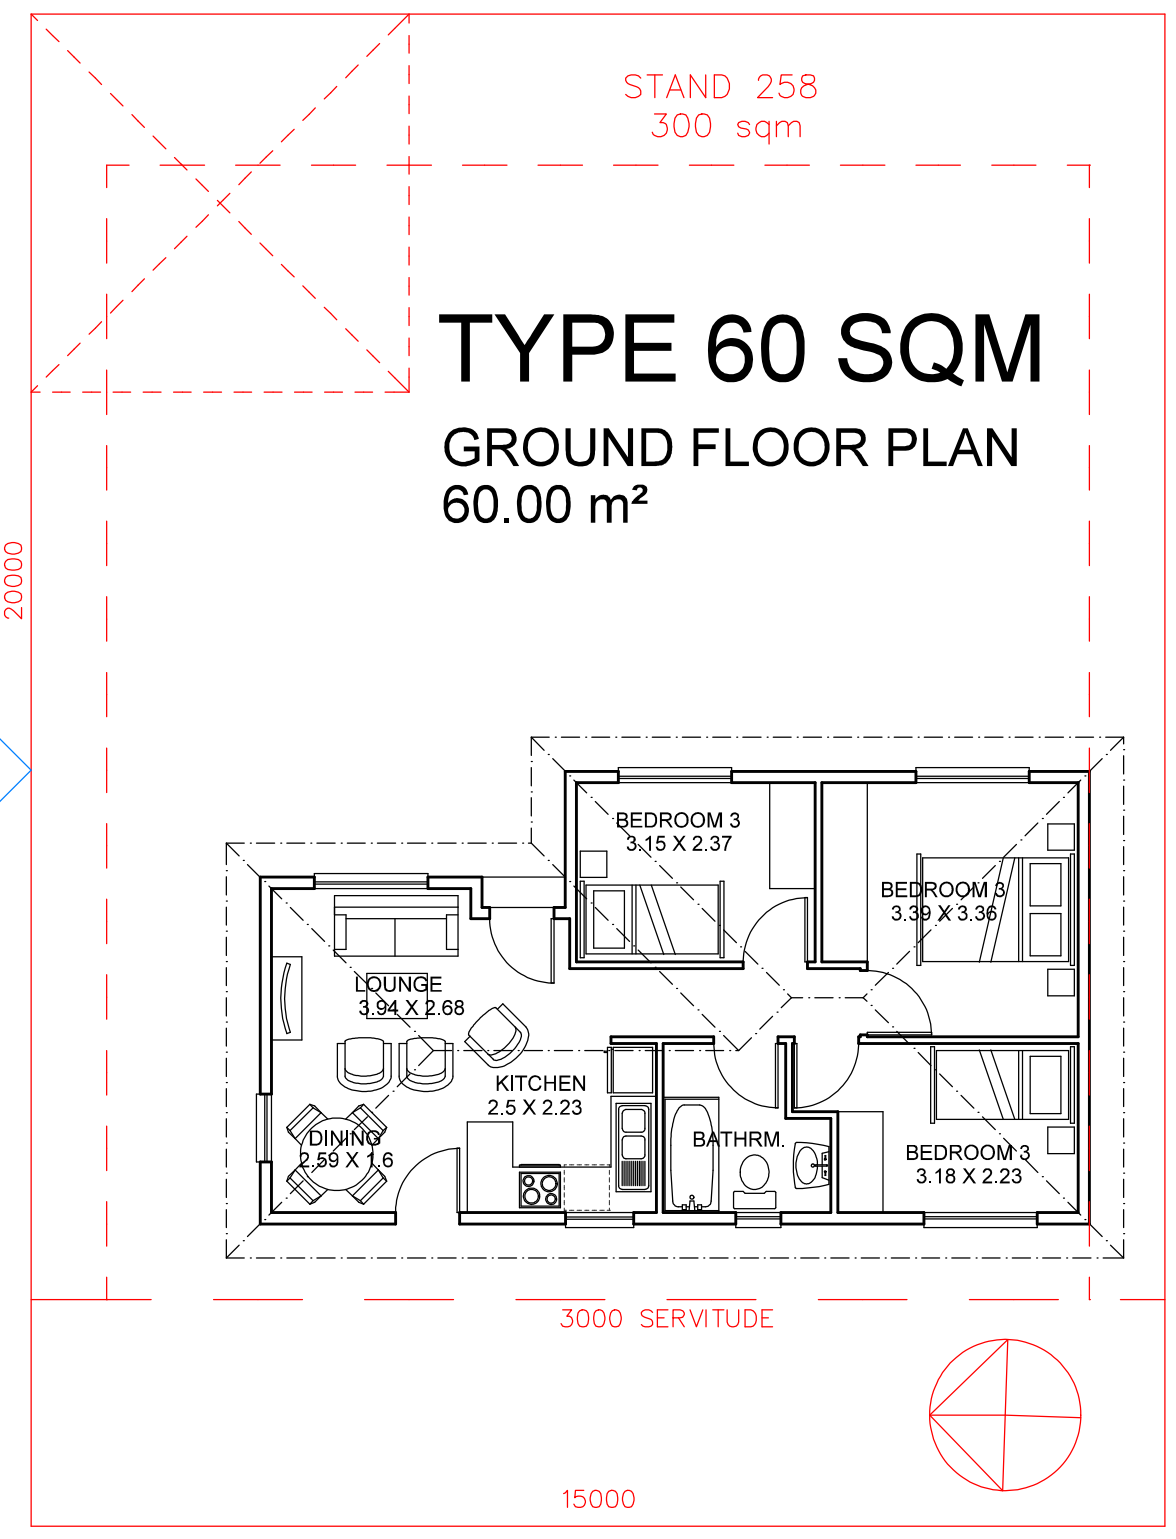 STAND 258
300 sqm
TYPE 60 SQM
GROUND FLOOR PLAN
60.00 m²
20000
BEDROOM 3
3.15 X 2.37
BEDROOM 3
3.39 X 3.36
LOUNGE
3.94 X 2.68
KITCHEN
2.5 X 2.23
DINING
2.59 X 1.6
BATHRM.
BEDROOM 3
3.18 X 2.23
3000 SERVITUDE
15000